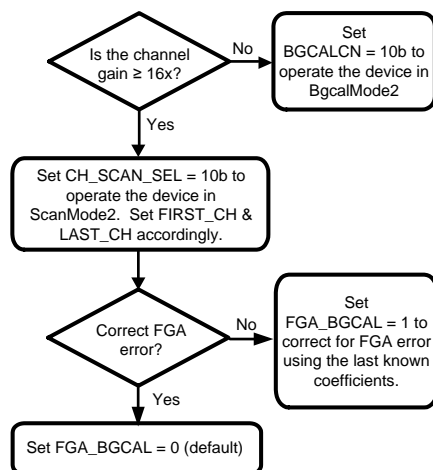 Is the channel
gain ≥ 16x?
No
Set
BGCALCN = 10b to
operate the device in
BgcalMode2
Yes
Set CH_SCAN_SEL = 10b to
operate the device in
ScanMode2.  Set FIRST_CH &
LAST_CH accordingly.
Correct FGA
error?
No
Set
FGA_BGCAL = 1 to
correct for FGA error
using the last known
coefficients.
Yes
Set FGA_BGCAL = 0 (default)